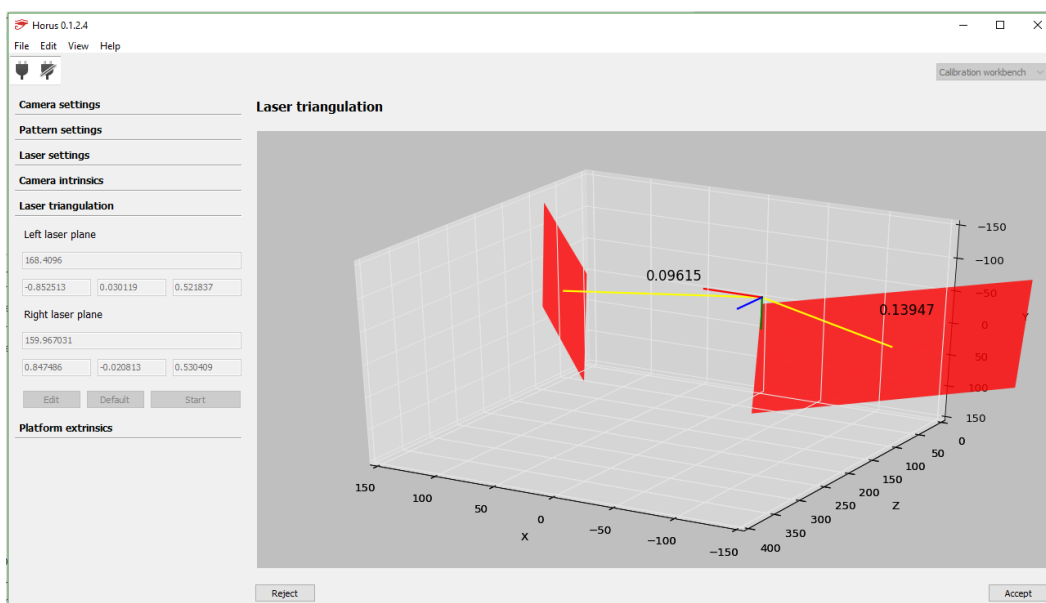 Horus 0.1.2.4
File Edit View Help
Calibration workbench
Camera settings
Pattern settings
Laser settings
Camera intrinsics
Laser triangulation
Left laser plane
168.4096
-0.852513 0.030119 0.521837
Right laser plane
159.967031
0.847486 -0.020813 0.530409
Edit Default Start
Platform extrinsics
Laser triangulation
0.09615
0.13947
-150
-100
-50
0
50
100
150
Y
150
100
50
0
-50
-100
-150
X
0
50
100
150
200
250
300
350
400
Z
Reject
Accept